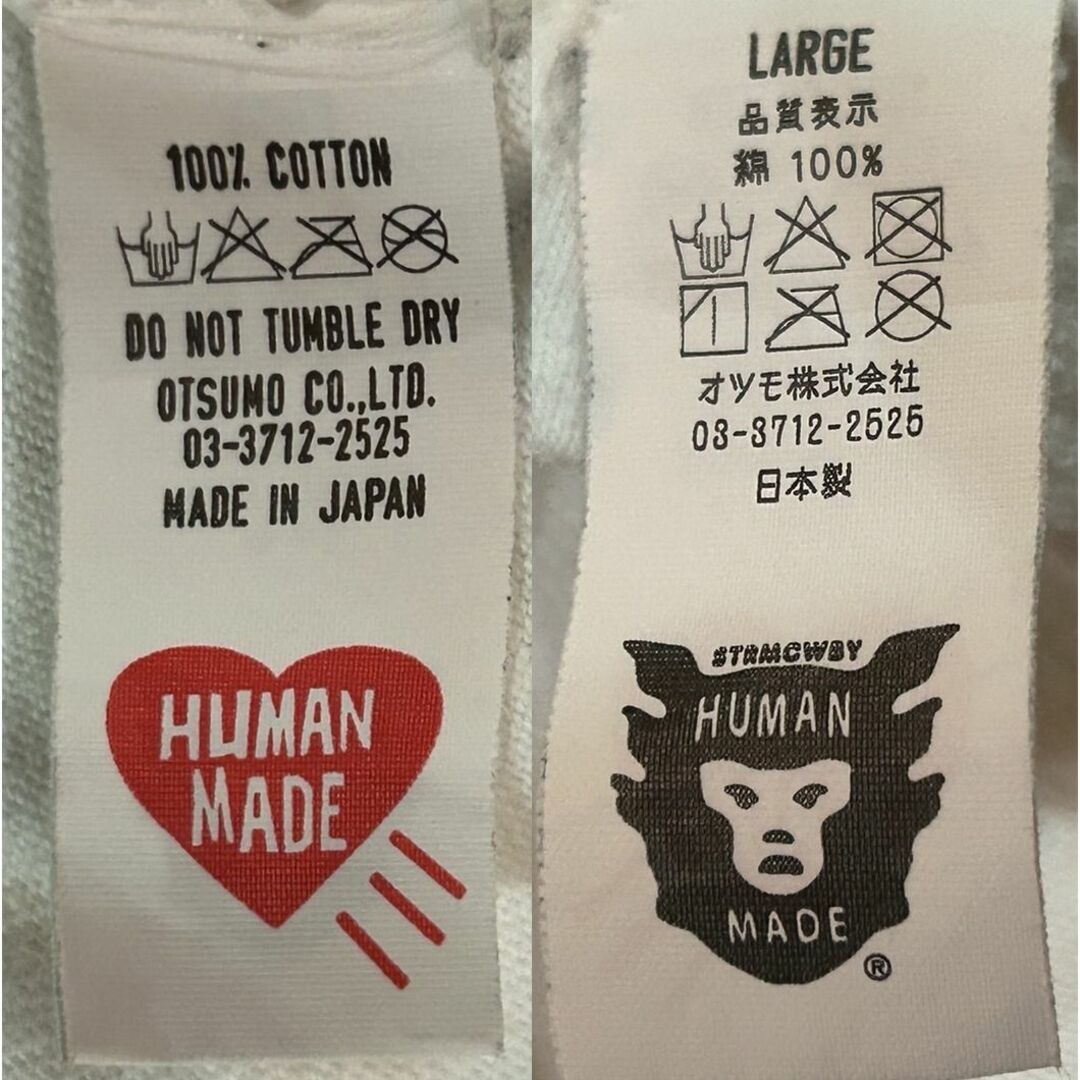 100% COTTON
DO NOT TUMBLE DRY
OTSUMO CO.,LTD.
03-3712-2525
MADE IN JAPAN
HUMAN
MADE
LARGE
品質表示
綿 100%
オツモ株式会社
03-3712-2525
日本製
STRMCWBY
HUMAN
MADE
®